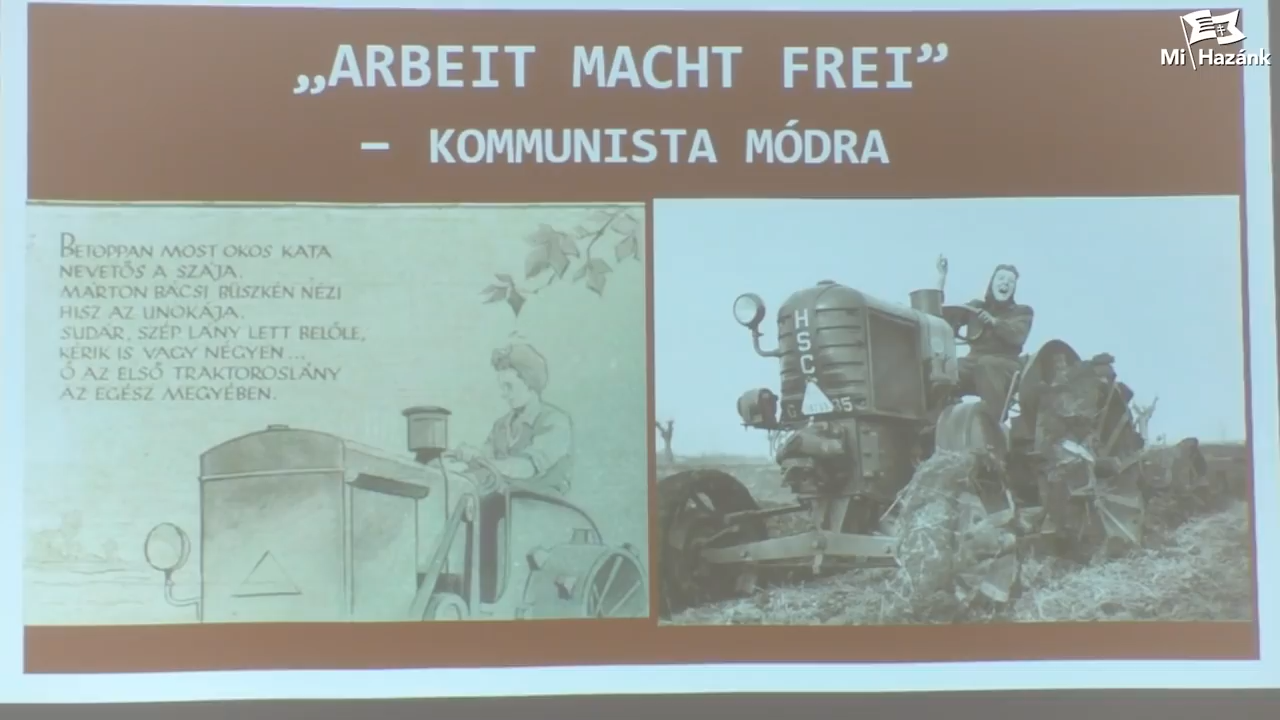 „ARBEIT MACHT FREI”
– KOMMUNISTA MÓDRA
Mi Hazánk
BETOPPAN MOST OKOS KATA
NEVETŐS A SZÁJA.
MÁRTON BÁCSI BÜSZKÉN NÉZI
HISZ AZ UNOKÁJA.
SUDÁR, SZÉP LÁNY LETT BELŐLE,
KÉRIK IS VAGY NÉGYEN...
Ő AZ ELSŐ TRAKTOROSLÁNY
AZ EGÉSZ MEGYÉBEN.
HSC
G 35